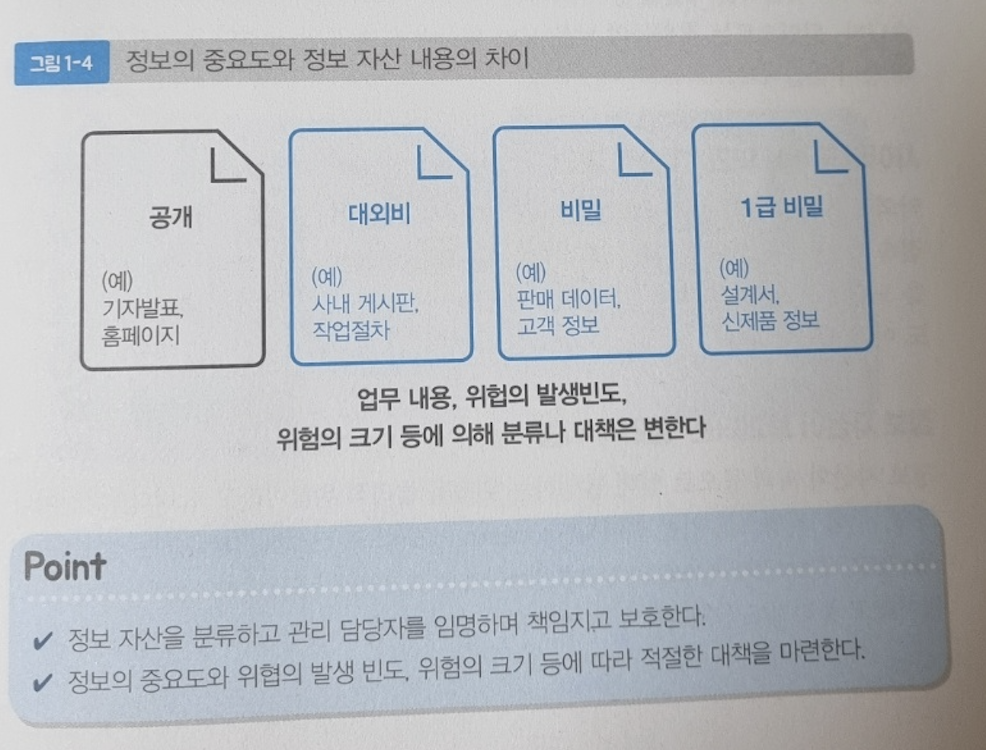 그림 1-4 정보의 중요도와 정보 자산 내용의 차이
공개
(예)
기자발표,
홈페이지
대외비
(예)
사내 게시판,
작업절차
비밀
(예)
판매 데이터,
고객 정보
1급 비밀
(예)
설계서,
신제품 정보
업무 내용, 위협의 발생빈도,
위험의 크기 등에 의해 분류나 대책은 변한다
Point
✔ 정보 자산을 분류하고 관리 담당자를 임명하며 책임지고 보호한다.
✔ 정보의 중요도와 위협의 발생 빈도, 위험의 크기 등에 따라 적절한 대책을 마련한다.